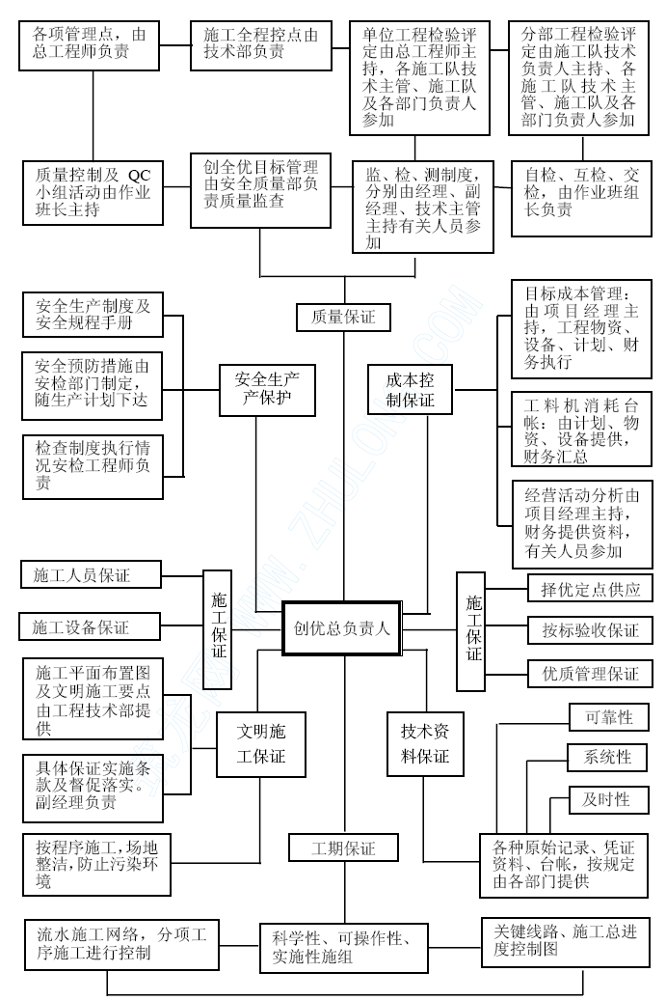 各项管理点，由
总工程师负责
施工全程控点由
技术部负责
单位工程检验评
定由总工程师主
持，各施工队技
术主管、施工队
及各部门负责人
参加
分部工程检验评
定由施工队技术
负责人主持、各
施工队技术主
管、施工队及各
部门负责人参加
质量控制及 QC
小组活动由作业
班长主持
创全优目标管理
由安全质量部负
责质量监查
监、检、测制度，
分别由经理、副
经理、技术主管
主持有关人员参
加
自检、互检、交
检，由作业班组
长负责
质量保证
安全生产制度及
安全规程手册
安全预防措施由
安检部门制定，
随生产计划下达
检查制度执行情
况安检工程师负
责
安全生产
产保护
成本控
制保证
目标成本管理：
由项目经理主
持，工程物资、
设备、计划、财
务执行
工料机消耗台
帐：由计划、物
资、设备提供，
财务汇总
经营活动分析由
项目经理主持，
财务提供资料，
有关人员参加
施工人员保证
施工设备保证
施工保证
创优总负责人
施工保证
择优定点供应
按标验收保证
优质管理保证
施工平面布置图
及文明施工要点
由工程技术部提
供
具体保证实施条
款及督促落实。
副经理负责
按程序施工，场地
整洁，防止污染环
境
文明施
工保证
技术资
料保证
可靠性
系统性
及时性
各种原始记录、凭证
资料、台帐，按规定
由各部门提供
工期保证
流水施工网络，分项工
序施工进行控制
科学性、可操作性、
实施性施组
关键线路、施工总进
度控制图
筑龙网 WWW.ZHULONG.COM